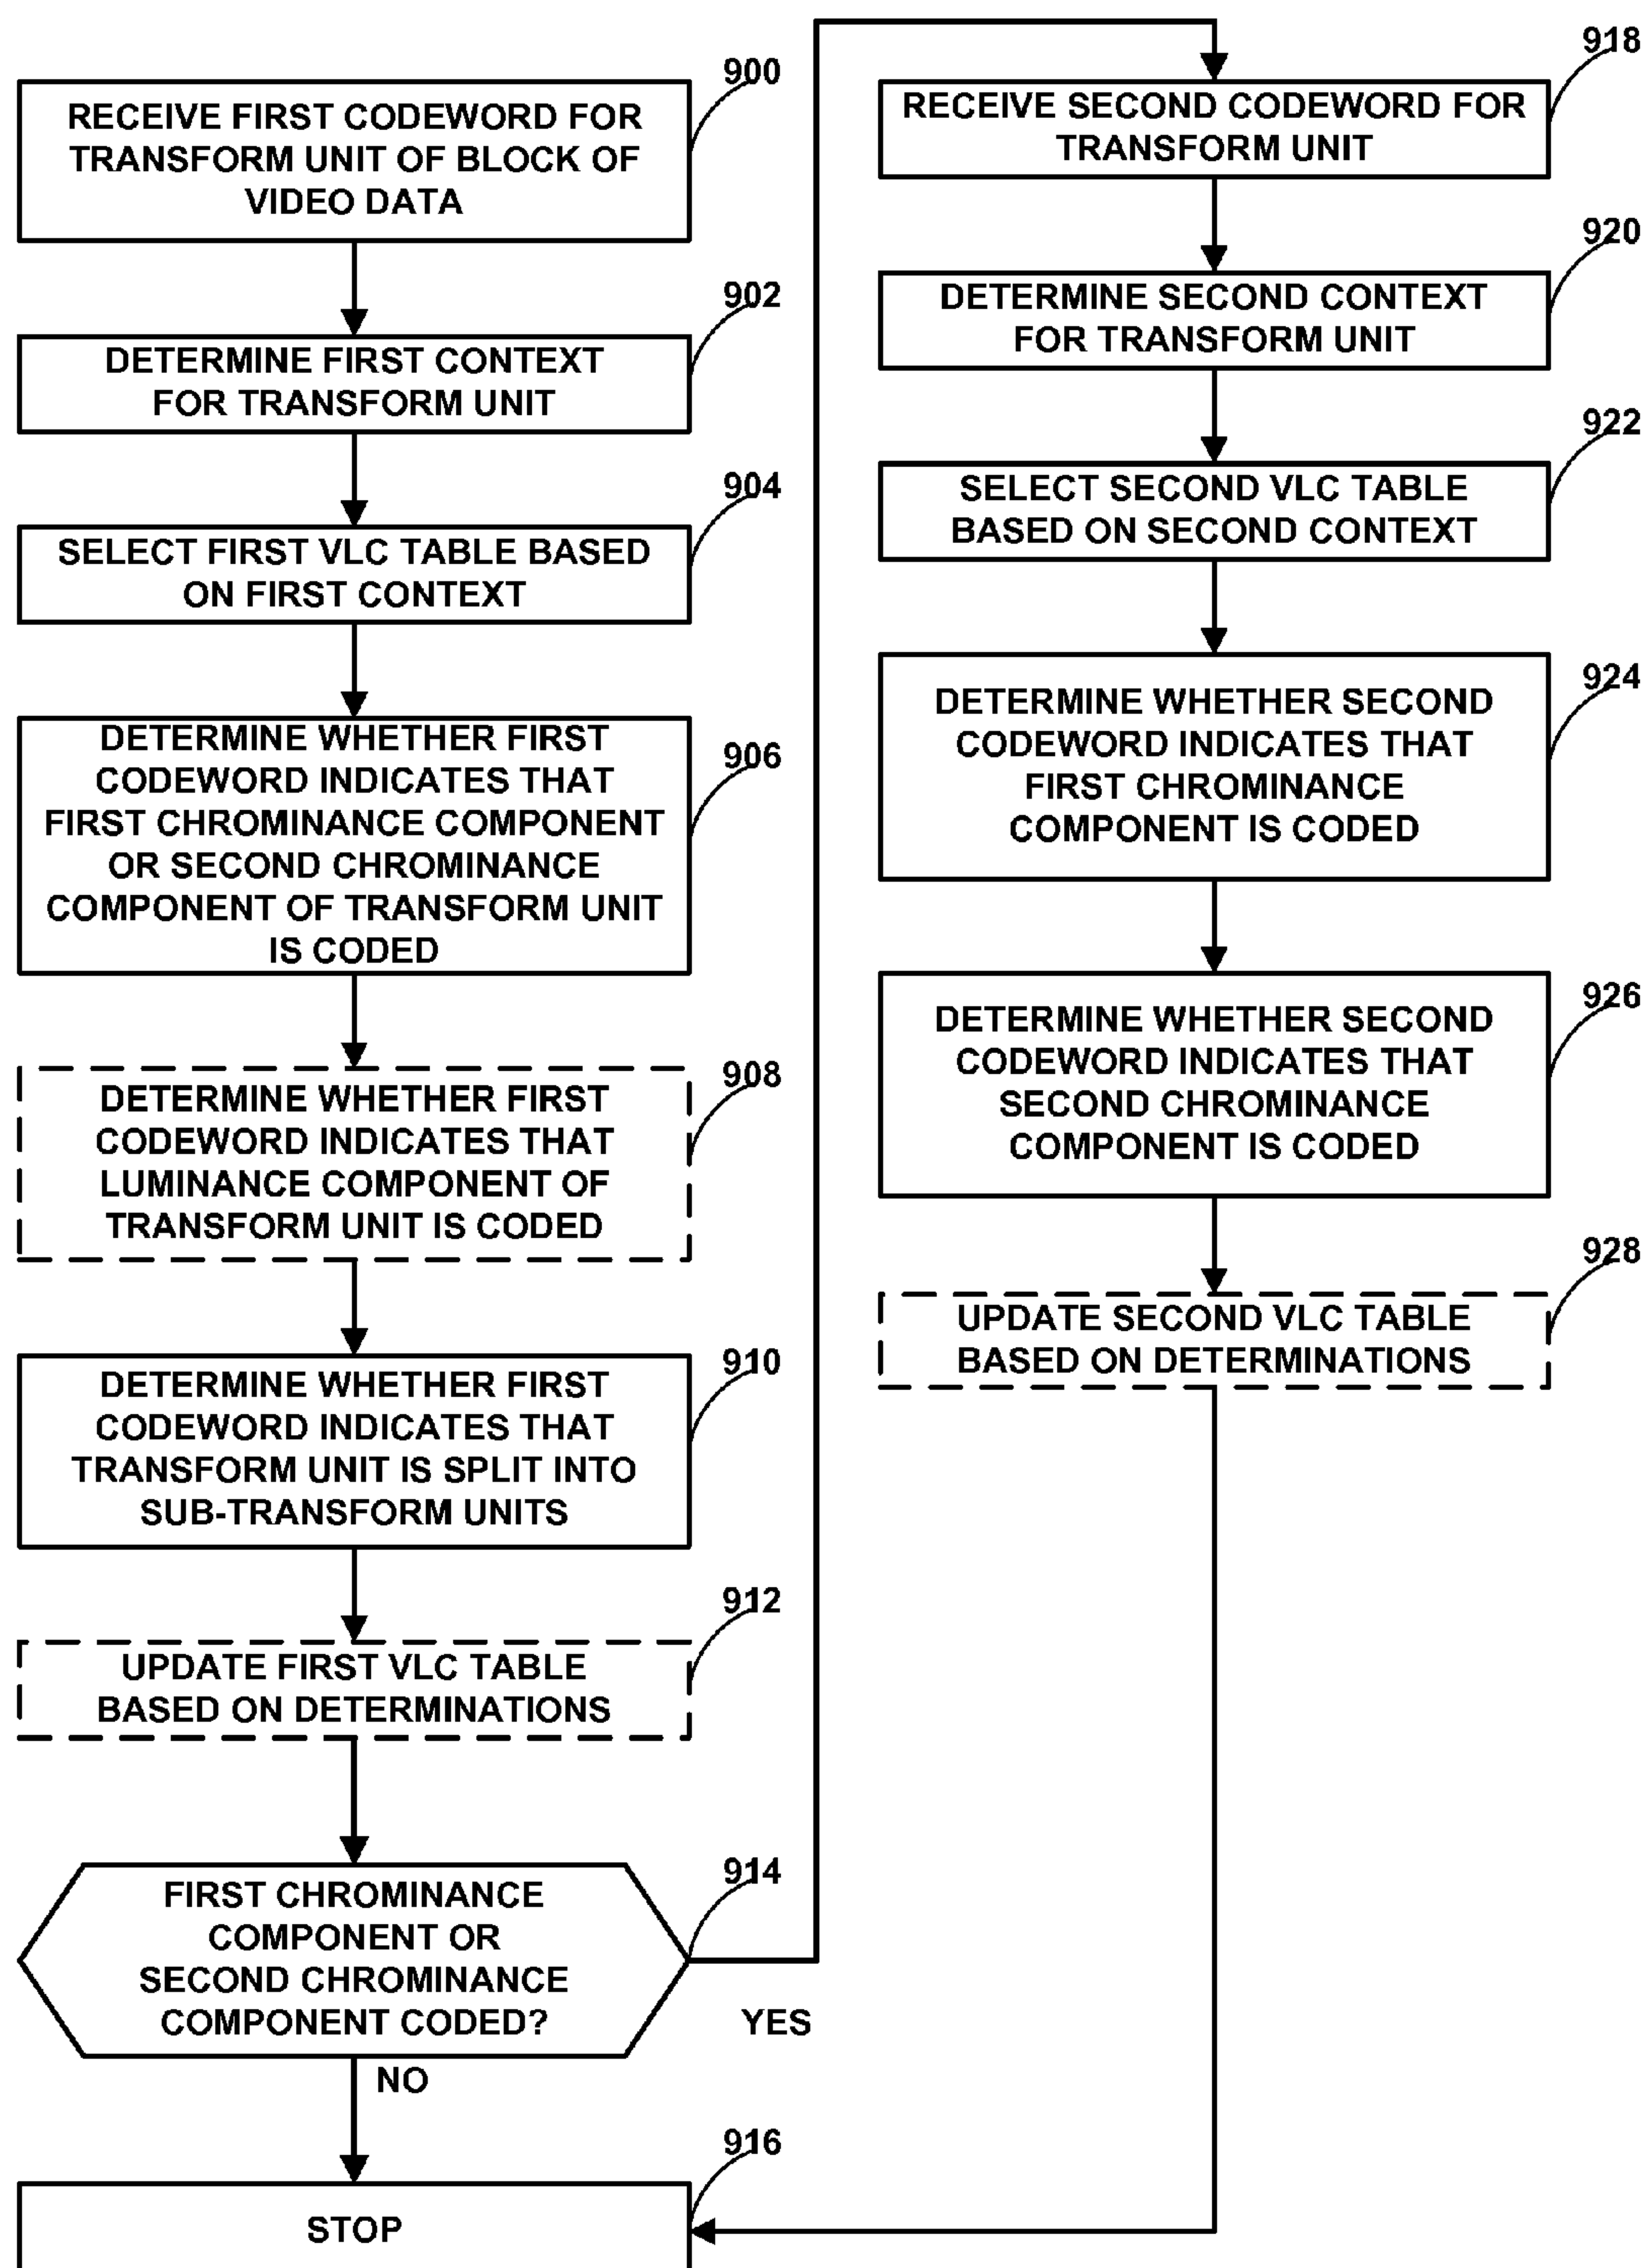 900
RECEIVE FIRST CODEWORD FOR
TRANSFORM UNIT OF BLOCK OF
VIDEO DATA
902
DETERMINE FIRST CONTEXT
FOR TRANSFORM UNIT
904
SELECT FIRST VLC TABLE BASED
ON FIRST CONTEXT
906
DETERMINE WHETHER FIRST
CODEWORD INDICATES THAT
FIRST CHROMINANCE COMPONENT
OR SECOND CHROMINANCE
COMPONENT OF TRANSFORM UNIT
IS CODED
908
DETERMINE WHETHER FIRST
CODEWORD INDICATES THAT
LUMINANCE COMPONENT OF
TRANSFORM UNIT IS CODED
910
DETERMINE WHETHER FIRST
CODEWORD INDICATES THAT
TRANSFORM UNIT IS SPLIT INTO
SUB-TRANSFORM UNITS
912
UPDATE FIRST VLC TABLE
BASED ON DETERMINATIONS
914
FIRST CHROMINANCE
COMPONENT OR
SECOND CHROMINANCE
COMPONENT CODED?
YES
NO
916
STOP
918
RECEIVE SECOND CODEWORD FOR
TRANSFORM UNIT
920
DETERMINE SECOND CONTEXT
FOR TRANSFORM UNIT
922
SELECT SECOND VLC TABLE
BASED ON SECOND CONTEXT
924
DETERMINE WHETHER SECOND
CODEWORD INDICATES THAT
FIRST CHROMINANCE
COMPONENT IS CODED
926
DETERMINE WHETHER SECOND
CODEWORD INDICATES THAT
SECOND CHROMINANCE
COMPONENT IS CODED
928
UPDATE SECOND VLC TABLE
BASED ON DETERMINATIONS